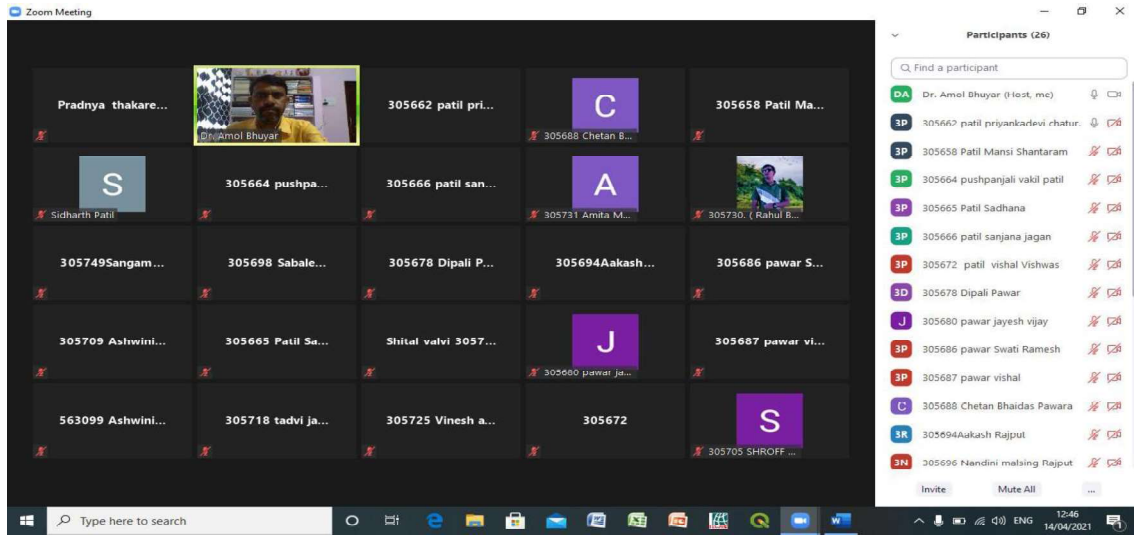 Zoom Meeting
Pradnya thakare...
Dr. Amol Bhuyar
305662 patil pri...
C
305688 Chetan B...
305658 Patil Ma...
S
Sidharth Patil
305664 pushpa...
305666 patil san...
A
305731 Amita M...
305730. ( Rahul B...
305749Sangam...
305698 Sabale...
305678 Dipali P...
305694Aakash...
305686 pawar S...
305709 Ashwini...
305665 Patil Sa...
Shital valvi 3057...
J
305680 pawar ja...
305687 pawar vi...
563099 Ashwini...
305718 tadvi ja...
305725 Vinesh a...
305672
S
305705 SHROFF ...
Participants (26)
Find a participant
DA Dr. Amol Bhuyar (Host, me)
3P 305662 patil priyankadevi chatur.
3P 305658 Patil Mansi Shantaram
3P 305664 pushpanjali vakil patil
3P 305665 Patil Sadhana
3P 305666 patil sanjana jagan
3P 305672 patil vishal Vishwas
3D 305678 Dipali Pawar
J 305680 pawar jayesh vijay
3P 305686 pawar Swati Ramesh
3P 305687 pawar vishal
C 305688 Chetan Bhaidas Pawara
3R 305694Aakash Rajput
3N 305696 Nandini malsing Rajput
Invite Mute All ...
Type here to search
ENG
12:46
14/04/2021